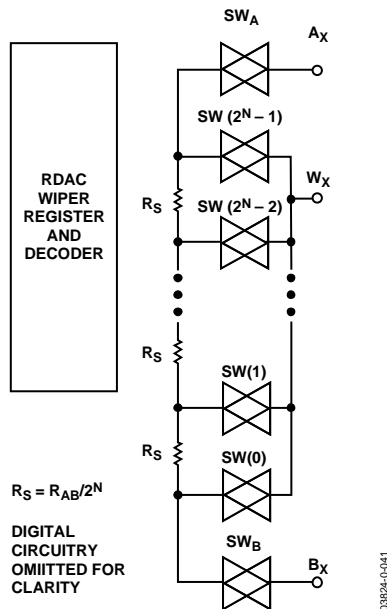 SWA
AX
SW (2N – 1)
RDAC
WIPER
REGISTER
AND
DECODER
WX
RS
SW (2N – 2)
RS
SW(1)
RS
SW(0)
RS = RAB/2N
DIGITAL
CIRCUITRY
OMIITED FOR
CLARITY
SWB
BX
03824-0-041